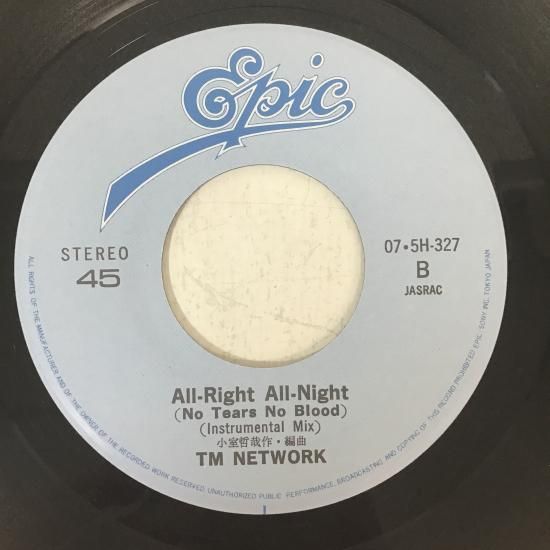 Epic
STEREO
45
07•5H-327
B
JASRAC
All-Right All-Night
(No Tears No Blood)
(Instrumental Mix)
小室哲哉作・編曲
TM NETWORK
ALL RIGHTS OF THE MANUFACTURER AND OF THE OWNER OF THE RECORDED WORK RESERVED. UNAUTHORIZED PUBLIC PERFORMANCE, BROADCASTING AND COPYING OF THIS RECORD PROHIBITED EPIC/SONY INC. TOKYO JAPAN